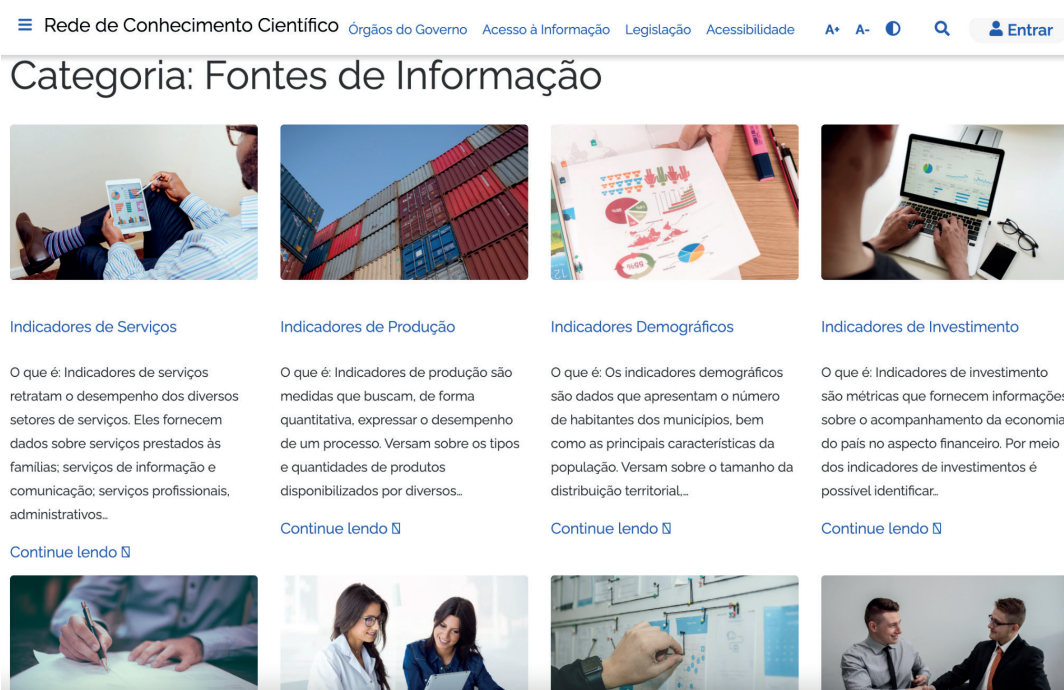 Rede de Conhecimento Científico
Órgãos do Governo
Acesso à Informação
Legislação
Acessibilidade
A+
A-
Entrar
Categoria: Fontes de Informação
Indicadores de Serviços
O que é: Indicadores de serviços
retratam o desempenho dos diversos
setores de serviços. Eles fornecem
dados sobre serviços prestados às
famílias; serviços de informação e
comunicação; serviços profissionais,
administrativos…
Continue lendo
Indicadores de Produção
O que é: Indicadores de produção são
medidas que buscam, de forma
quantitativa, expressar o desempenho
de um processo. Versam sobre os tipos
e quantidades de produtos
disponibilizados por diversos…
Continue lendo
Indicadores Demográficos
O que é: Os indicadores demográficos
são dados que apresentam o número
de habitantes dos municípios, bem
como as principais características da
população. Versam sobre o tamanho da
distribuição territorial,…
Continue lendo
Indicadores de Investimento
O que é: Indicadores de investimento
são métricas que fornecem informações
sobre o acompanhamento da economia
do país no aspecto financeiro. Por meio
dos indicadores de investimentos é
possível identificar…
Continue lendo